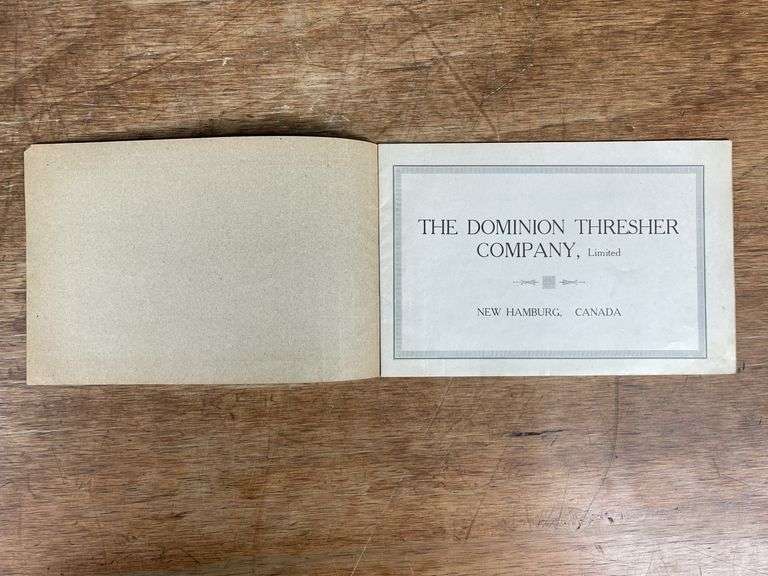 THE DOMINION THRESHER
COMPANY, Limited
NEW HAMBURG, CANADA